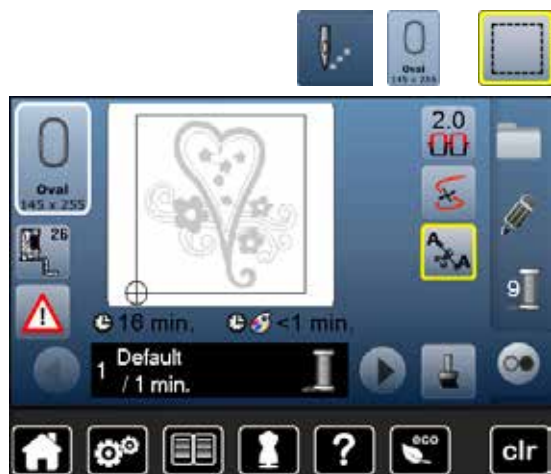 Oval
145 x 255
Oval
145 x 255
2.0
26
A
A
9
16 min.
<1 min.
1 Default
/ 1 min.
?
eco
clr